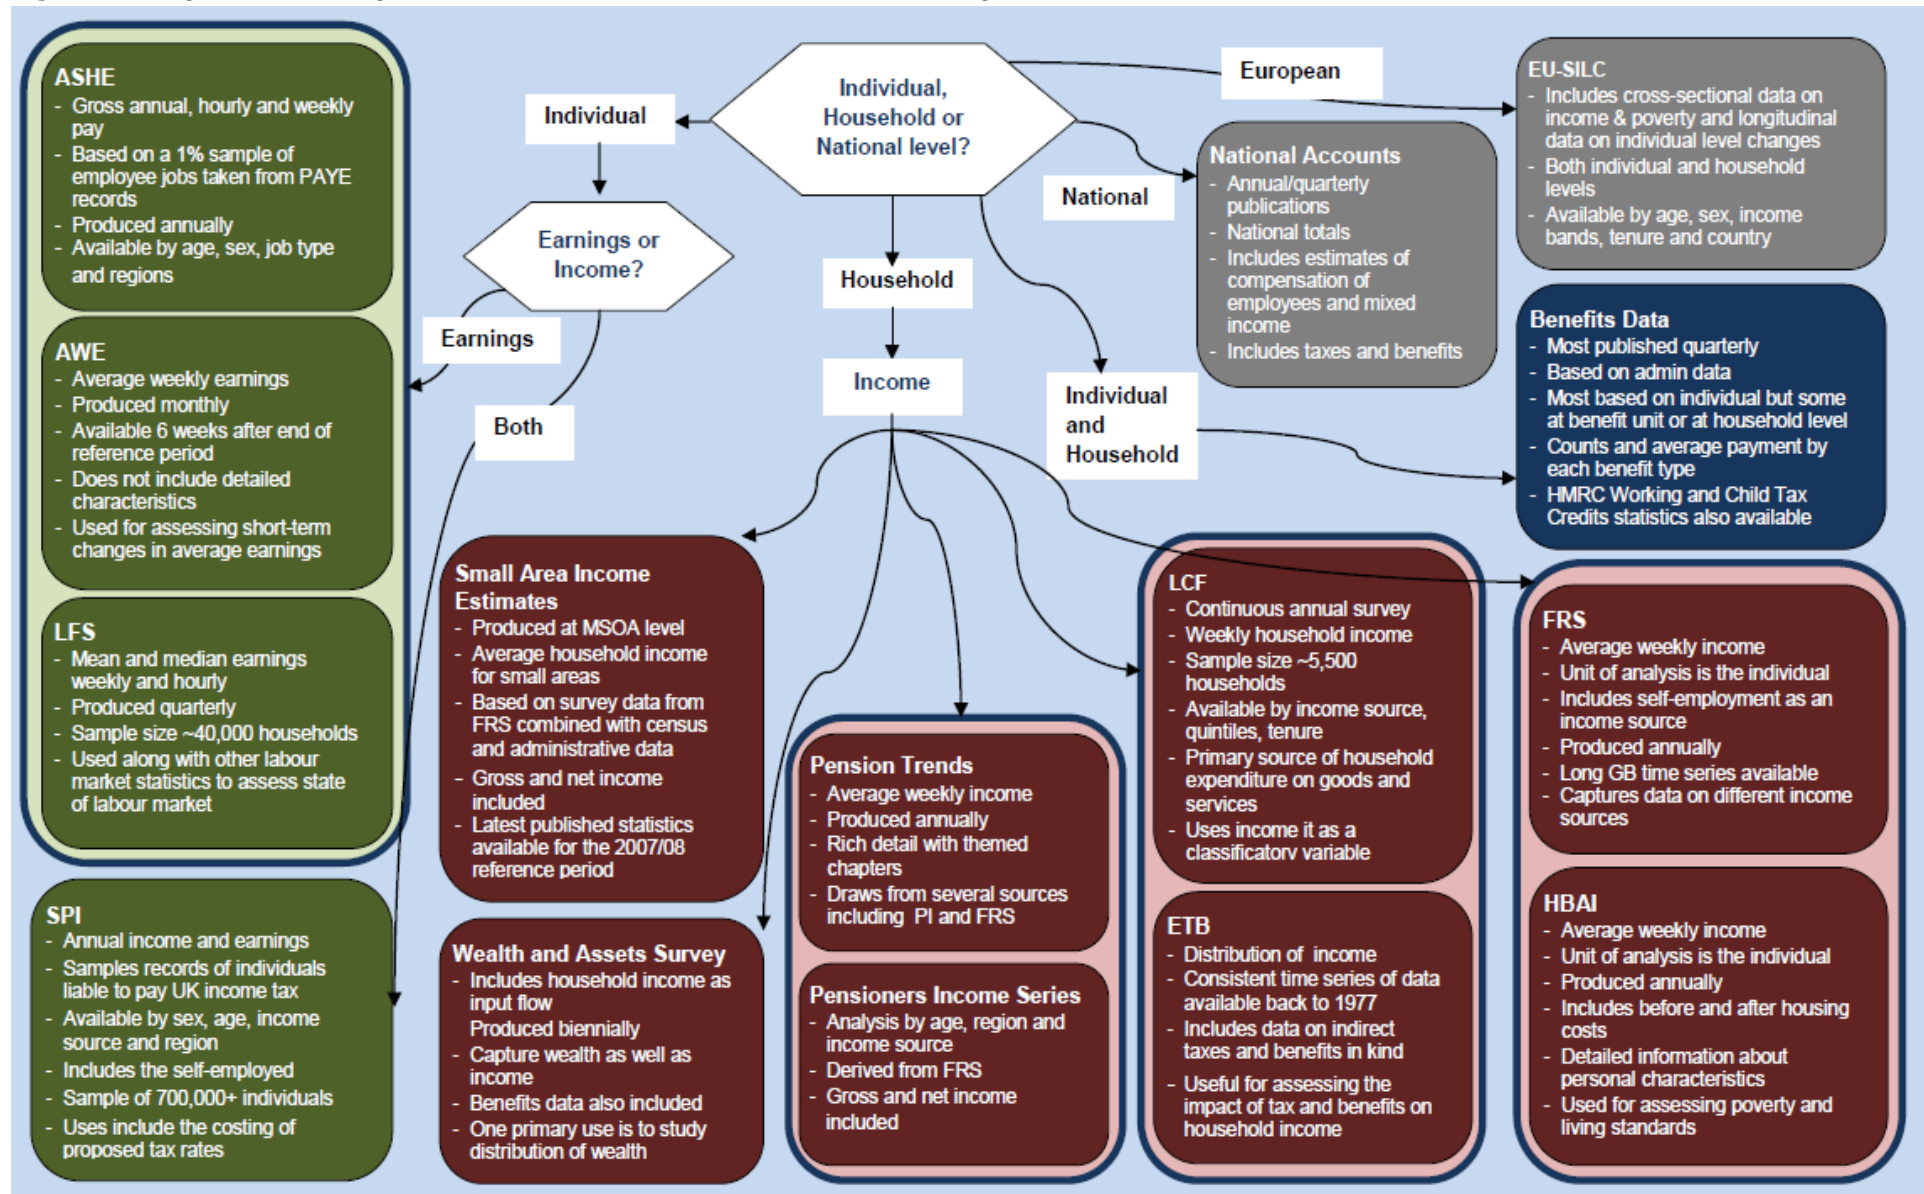 Individual,
Household or
National level?
Individual
European
National
Household
Income
Individual
and
Household
Earnings or
Income?
Earnings
Both
ASHE
- Gross annual, hourly and weekly
pay
- Based on a 1% sample of
employee jobs taken from PAYE
records
- Produced annually
- Available by age, sex, job type
and regions
AWE
- Average weekly earnings
- Produced monthly
- Available 6 weeks after end of
reference period
- Does not include detailed
characteristics
- Used for assessing short-term
changes in average earnings
LFS
- Mean and median earnings
weekly and hourly
- Produced quarterly
- Sample size ~40,000 households
- Used along with other labour
market statistics to assess state
of labour market
SPI
- Annual income and earnings
- Samples records of individuals
liable to pay UK income tax
- Available by sex, age, income
source and region
- Includes the self-employed
- Sample of 700,000+ individuals
- Uses include the costing of
proposed tax rates
Small Area Income
Estimates
- Produced at MSOA level
- Average household income
for small areas
- Based on survey data from
FRS combined with census
and administrative data
- Gross and net income
included
- Latest published statistics
available for the 2007/08
reference period
Wealth and Assets Survey
- Includes household income as
input flow
Produced biennially
- Capture wealth as well as
income
- Benefits data also included
- One primary use is to study
distribution of wealth
Pension Trends
- Average weekly income
- Produced annually
- Rich detail with themed
chapters
- Draws from several sources
including PI and FRS
Pensioners Income Series
- Analysis by age, region and
income source
- Derived from FRS
- Gross and net income
included
National Accounts
- Annual/quarterly
publications
- National totals
- Includes estimates of
compensation of
employees and mixed
income
- Includes taxes and benefits
EU-SILC
- Includes cross-sectional data on
income & poverty and longitudinal
data on individual level changes
- Both individual and household
levels
- Available by age, sex, income
bands, tenure and country
Benefits Data
- Most published quarterly
- Based on admin data
- Most based on individual but some
at benefit unit or at household level
- Counts and average payment by
each benefit type
- HMRC Working and Child Tax
Credits statistics also available
LCF
- Continuous annual survey
- Weekly household income
- Sample size ~5,500
households
- Available by income source,
quintiles, tenure
- Primary source of household
expenditure on goods and
services
- Uses income it as a
classificatory variable
ETB
- Distribution of income
- Consistent time series of data
available back to 1977
- Includes data on indirect
taxes and benefits in kind
- Useful for assessing the
impact of tax and benefits on
household income
FRS
- Average weekly income
- Unit of analysis is the individual
- Includes self-employment as an
income source
- Produced annually
- Long GB time series available
- Captures data on different income
sources
HBAI
- Average weekly income
- Unit of analysis is the individual
- Produced annually
- Includes before and after housing
costs
- Detailed information about
personal characteristics
- Used for assessing poverty and
living standards